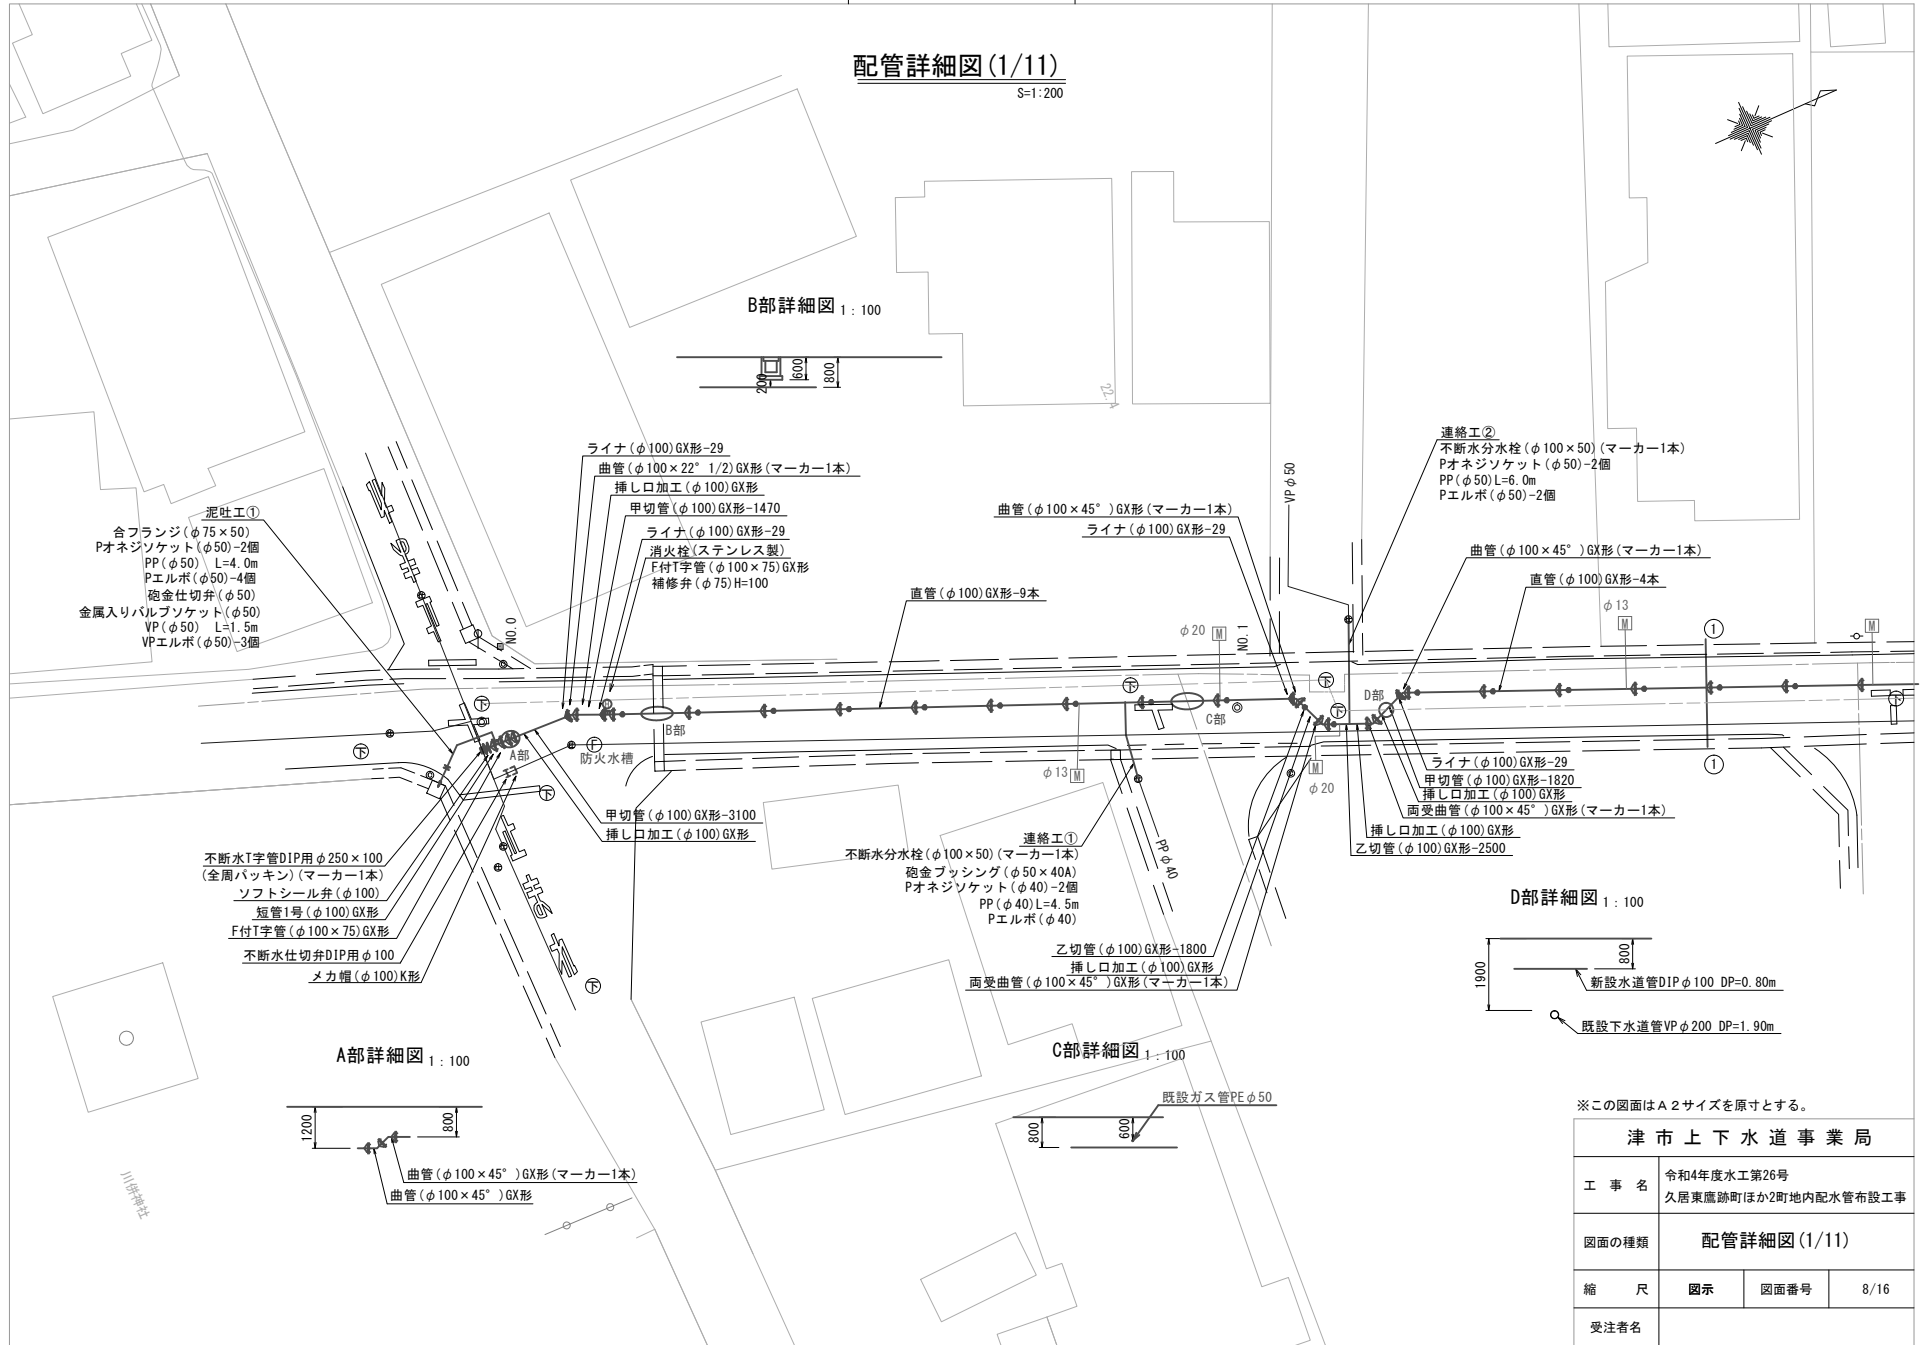 配管詳細図(1/11)
S=1:200
B部詳細図 1：100
200
600
800
ライナ(φ100)GX形-29
曲管(φ100×22°1/2)GX形(マーカー1本)
挿し口加工(φ100)GX形
甲切管(φ100)GX形-1470
ライナ(φ100)GX形-29
消火栓(ステンレス製)
F付T字管(φ100×75)GX形
補修弁(φ75)H=100
泥吐工①
合フランジ(φ75×50)
Pオネジソケット(φ50)-2個
PP(φ50) L=4.0m
Pエルボ(φ50)-4個
砲金仕切弁(φ50)
金属入りバルブソケット(φ50)
VP(φ50) L=1.5m
VPエルボ(φ50)-3個
直管(φ100)GX形-9本
曲管(φ100×45°)GX形(マーカー1本)
ライナ(φ100)GX形-29
VPφ50
連絡工②
不断水分水栓(φ100×50)(マーカー1本)
Pオネジソケット(φ50)-2個
PP(φ50)L=6.0m
Pエルボ(φ50)-2個
曲管(φ100×45°)GX形(マーカー1本)
直管(φ100)GX形-4本
φ13
M
M
φ20
M
NO.0
NO.1
①
①
下
下
下
下
下
下
下
下
A部
B部
C部
D部
F
防火水槽
φ13
M
M
φ20
PPφ40
甲切管(φ100)GX形-3100
挿し口加工(φ100)GX形
不断水T字管DIP用φ250×100
(全周パッキン)(マーカー1本)
ソフトシール弁(φ100)
短管1号(φ100)GX形
F付T字管(φ100×75)GX形
不断水仕切弁DIP用φ100
メカ帽(φ100)K形
連絡工①
不断水分水栓(φ100×50)(マーカー1本)
砲金ブッシング(φ50×40A)
Pオネジソケット(φ40)-2個
PP(φ40)L=4.5m
Pエルボ(φ40)
乙切管(φ100)GX形-1800
挿し口加工(φ100)GX形
両受曲管(φ100×45°)GX形(マーカー1本)
ライナ(φ100)GX形-29
甲切管(φ100)GX形-1820
挿し口加工(φ100)GX形
両受曲管(φ100×45°)GX形(マーカー1本)
挿し口加工(φ100)GX形
乙切管(φ100)GX形-2500
D部詳細図 1：100
1900
800
新設水道管DIPφ100 DP=0.80m
既設下水道管VPφ200 DP=1.90m
A部詳細図 1：100
1200
800
曲管(φ100×45°)GX形(マーカー1本)
曲管(φ100×45°)GX形
C部詳細図 1：100
既設ガス管PEφ50
800
600
※この図面はA2サイズを原寸とする。
津市上下水道事業局
工事名
令和4年度水工第26号
久居東鷹跡町ほか2町地内配水管布設工事
図面の種類
配管詳細図(1/11)
縮尺
図示
図面番号
8/16
受注者名